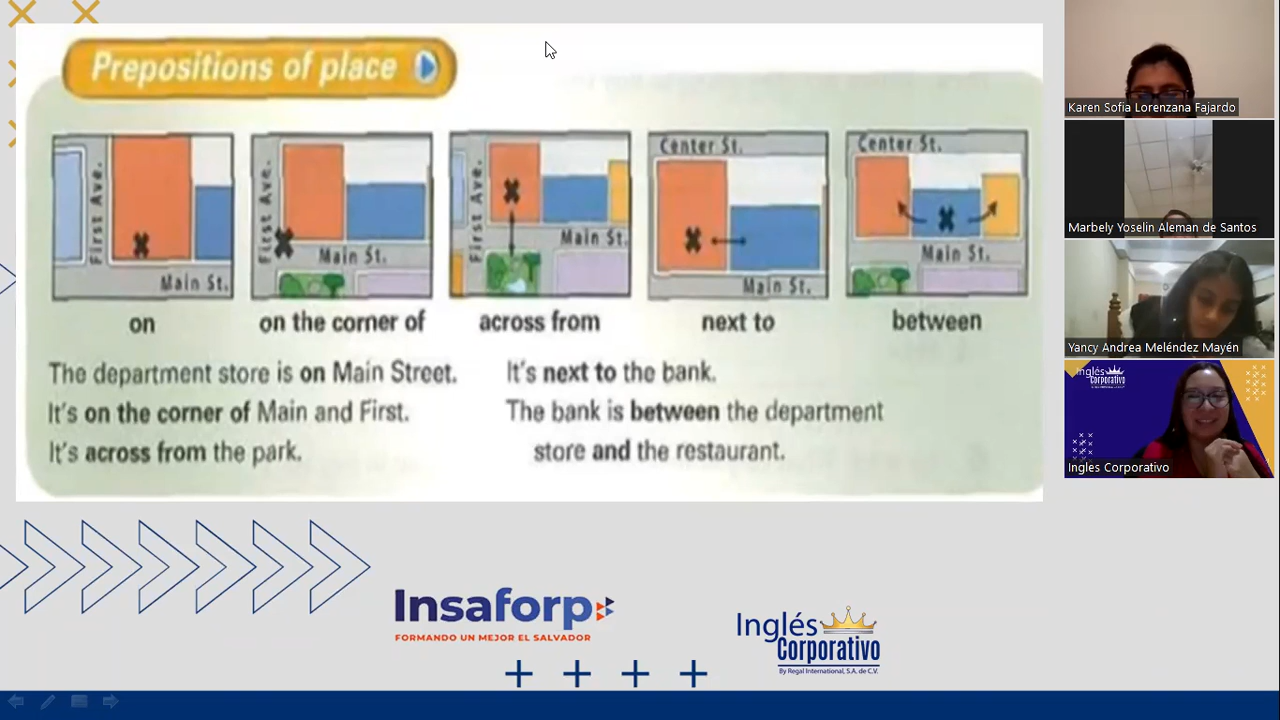 Prepositions of place
First Ave.
Main St.
First Ave.
Main St.
First Ave.
Main St.
Center St.
Main St.
Center St.
Main St.
on
on the corner of
across from
next to
between
The department store is on Main Street.
It's on the corner of Main and First.
It's across from the park.
It's next to the bank.
The bank is between the department
store and the restaurant.
Insaforp
FORMANDO UN MEJOR EL SALVADOR
Inglés
Corporativo
By Regal International, S.A. de C.V.
Karen Sofia Lorenzana Fajardo
Marbely Yoselin Aleman de Santos
Yancy Andrea Meléndez Mayén
Inglés
Corporativo
Ingles Corporativo